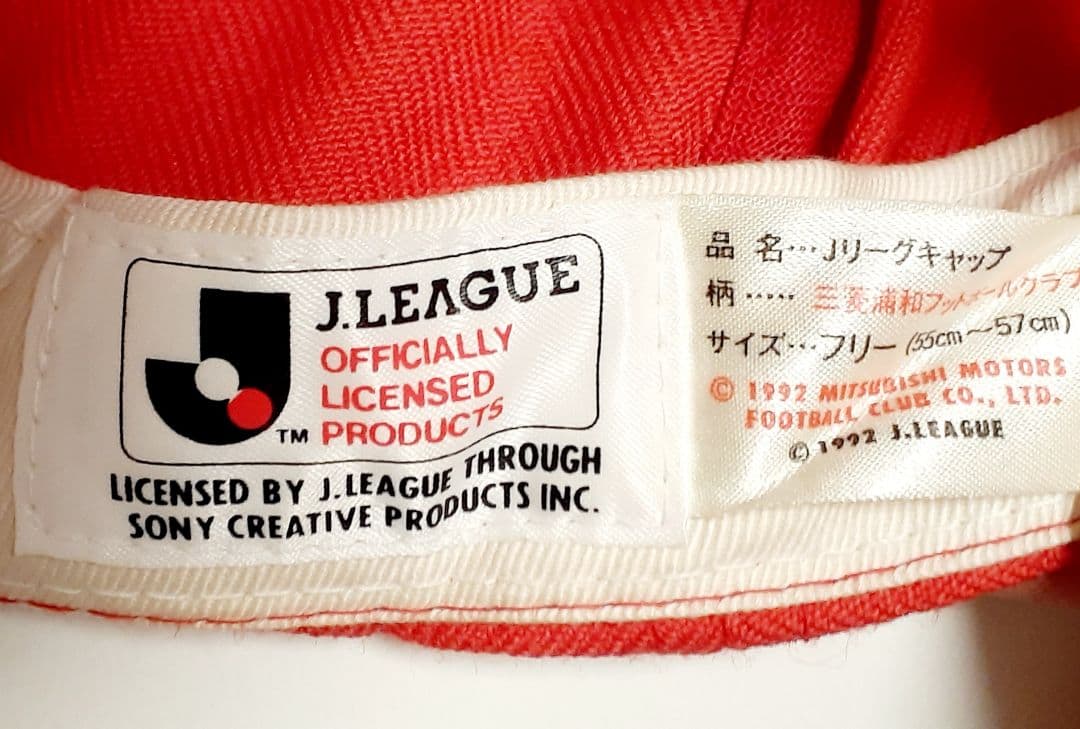 J.LEAGUE
OFFICIALLY
LICENSED
TM PRODUCTS
LICENSED BY J.LEAGUE THROUGH
SONY CREATIVE PRODUCTS INC.
品 名…Jリーグキャップ
柄……三菱浦和フットボールクラブ
サイズ…フリー(55cm〜57cm)
© 1992 MITSUBISHI MOTORS
FOOTBALL CLUB CO., LTD.
© 1992 J.LEAGUE